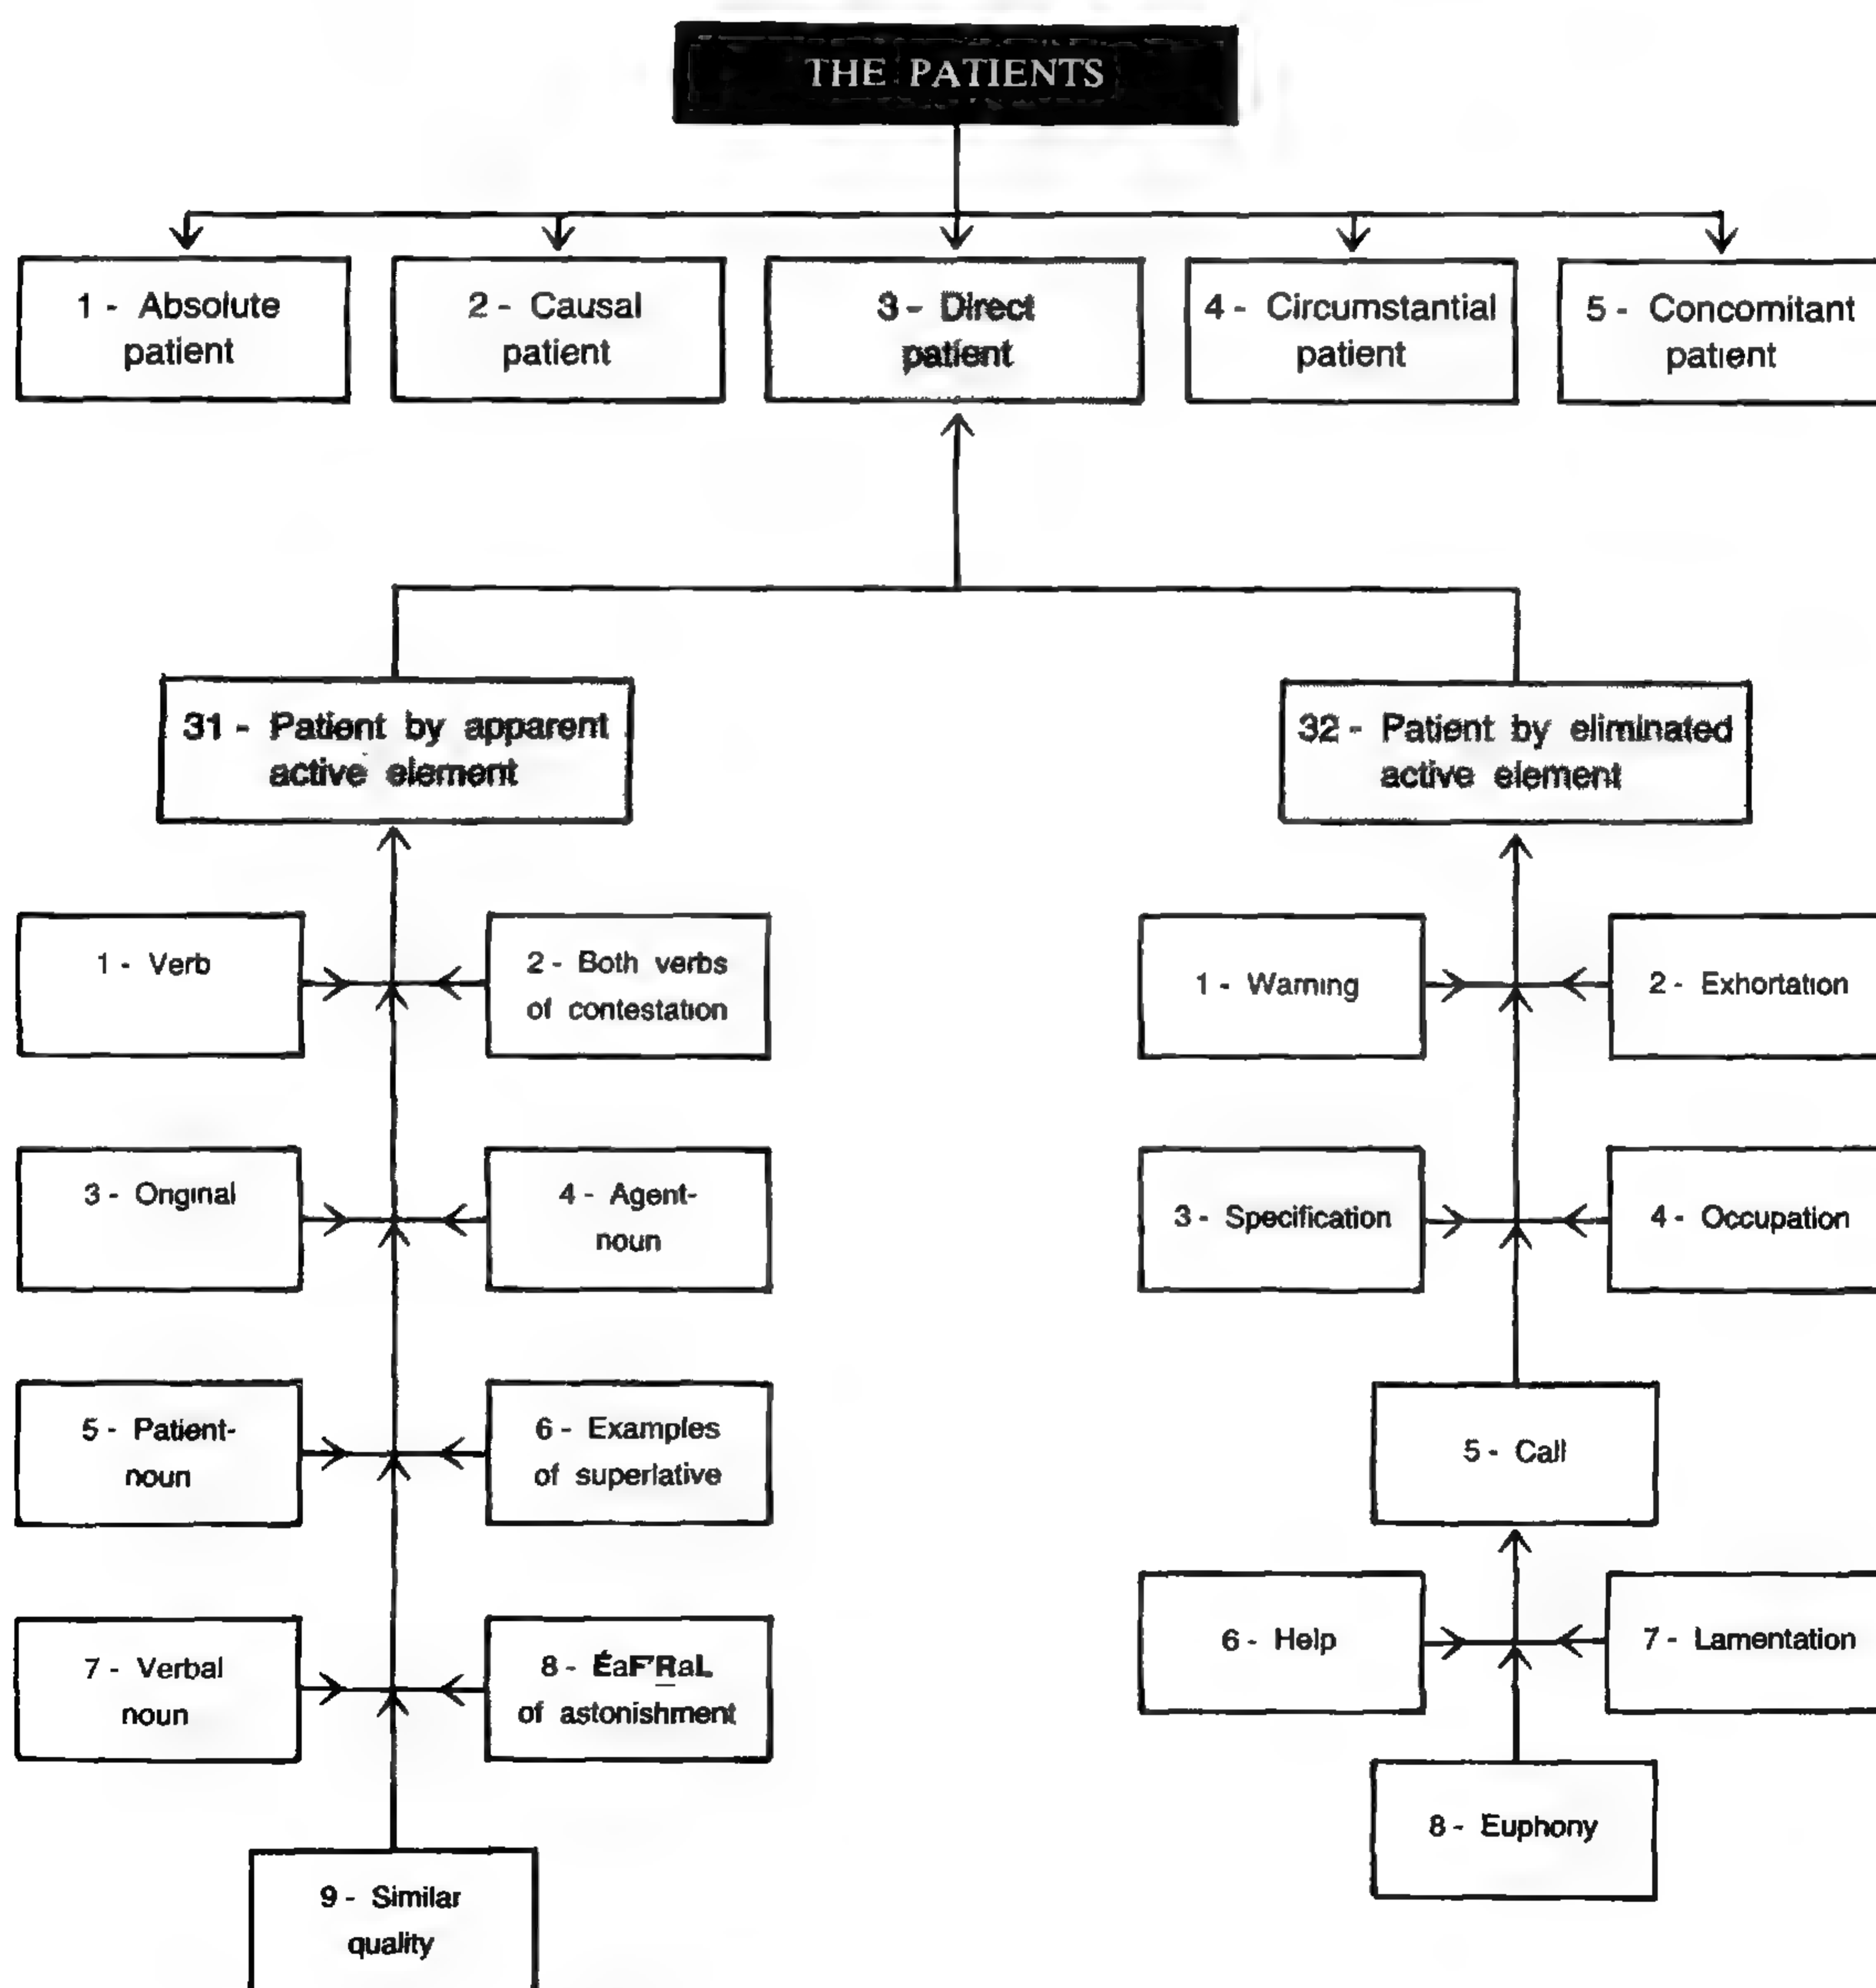 THE PATIENTS
1 - Absolute
patient
2 - Causal
patient
3 - Direct
patient
4 - Circumstantial
patient
5 - Concomitant
patient
31 - Patient by apparent
active element
32 - Patient by eliminated
active element
1 - Verb
2 - Both verbs
of contestation
1 - Warning
2 - Exhortation
3 - Original
4 - Agent-
noun
3 - Specification
4 - Occupation
5 - Patient-
noun
6 - Examples
of superlative
5 - Call
7 - Verbal
noun
8 - ÉaF'RaL
of astonishment
6 - Help
7 - Lamentation
8 - Euphony
9 - Similar
quality